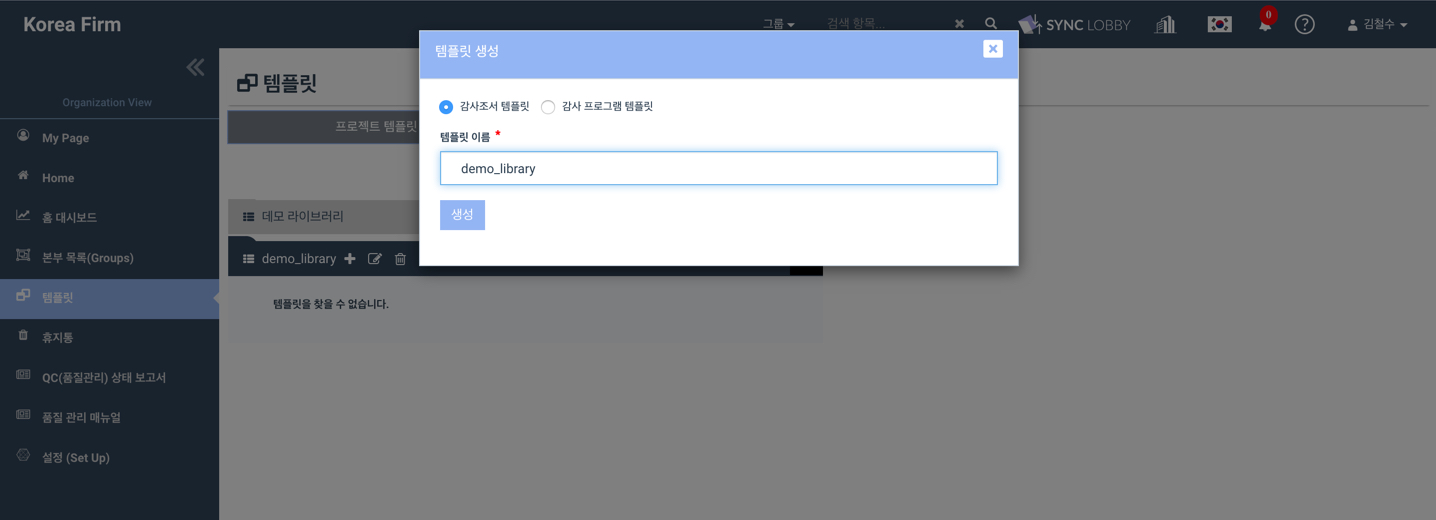 Korea Firm
그룹
검색 항목...
SYNC LOBBY
0
김철수
템플릿 생성
감사조서 템플릿
감사 프로그램 템플릿
템플릿 이름 *
demo_library
생성
Organization View
My Page
Home
홈 대시보드
본부 목록(Groups)
템플릿
휴지통
QC(품질관리) 상태 보고서
품질 관리 매뉴얼
설정 (Set Up)
템플릿
프로젝트 템플릿
데모 라이브러리
demo_library
템플릿을 찾을 수 없습니다.